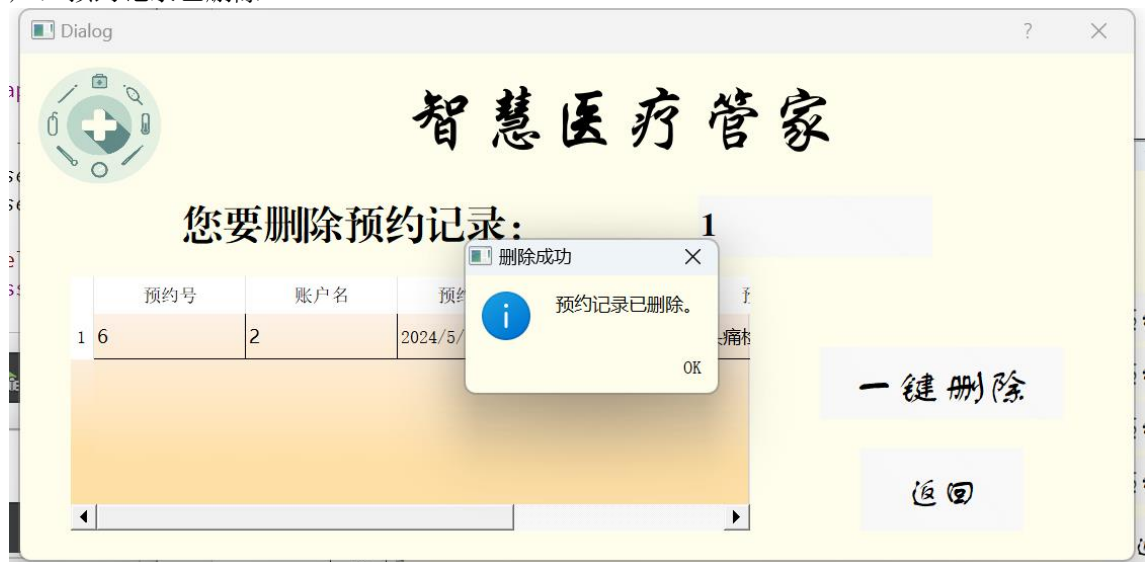 Dialog
智慧医疗管家
您要删除预约记录： 1
删除成功
预约记录已删除。
OK
预约号 账户名
1 6 2 2024/5/
一键删除
返回